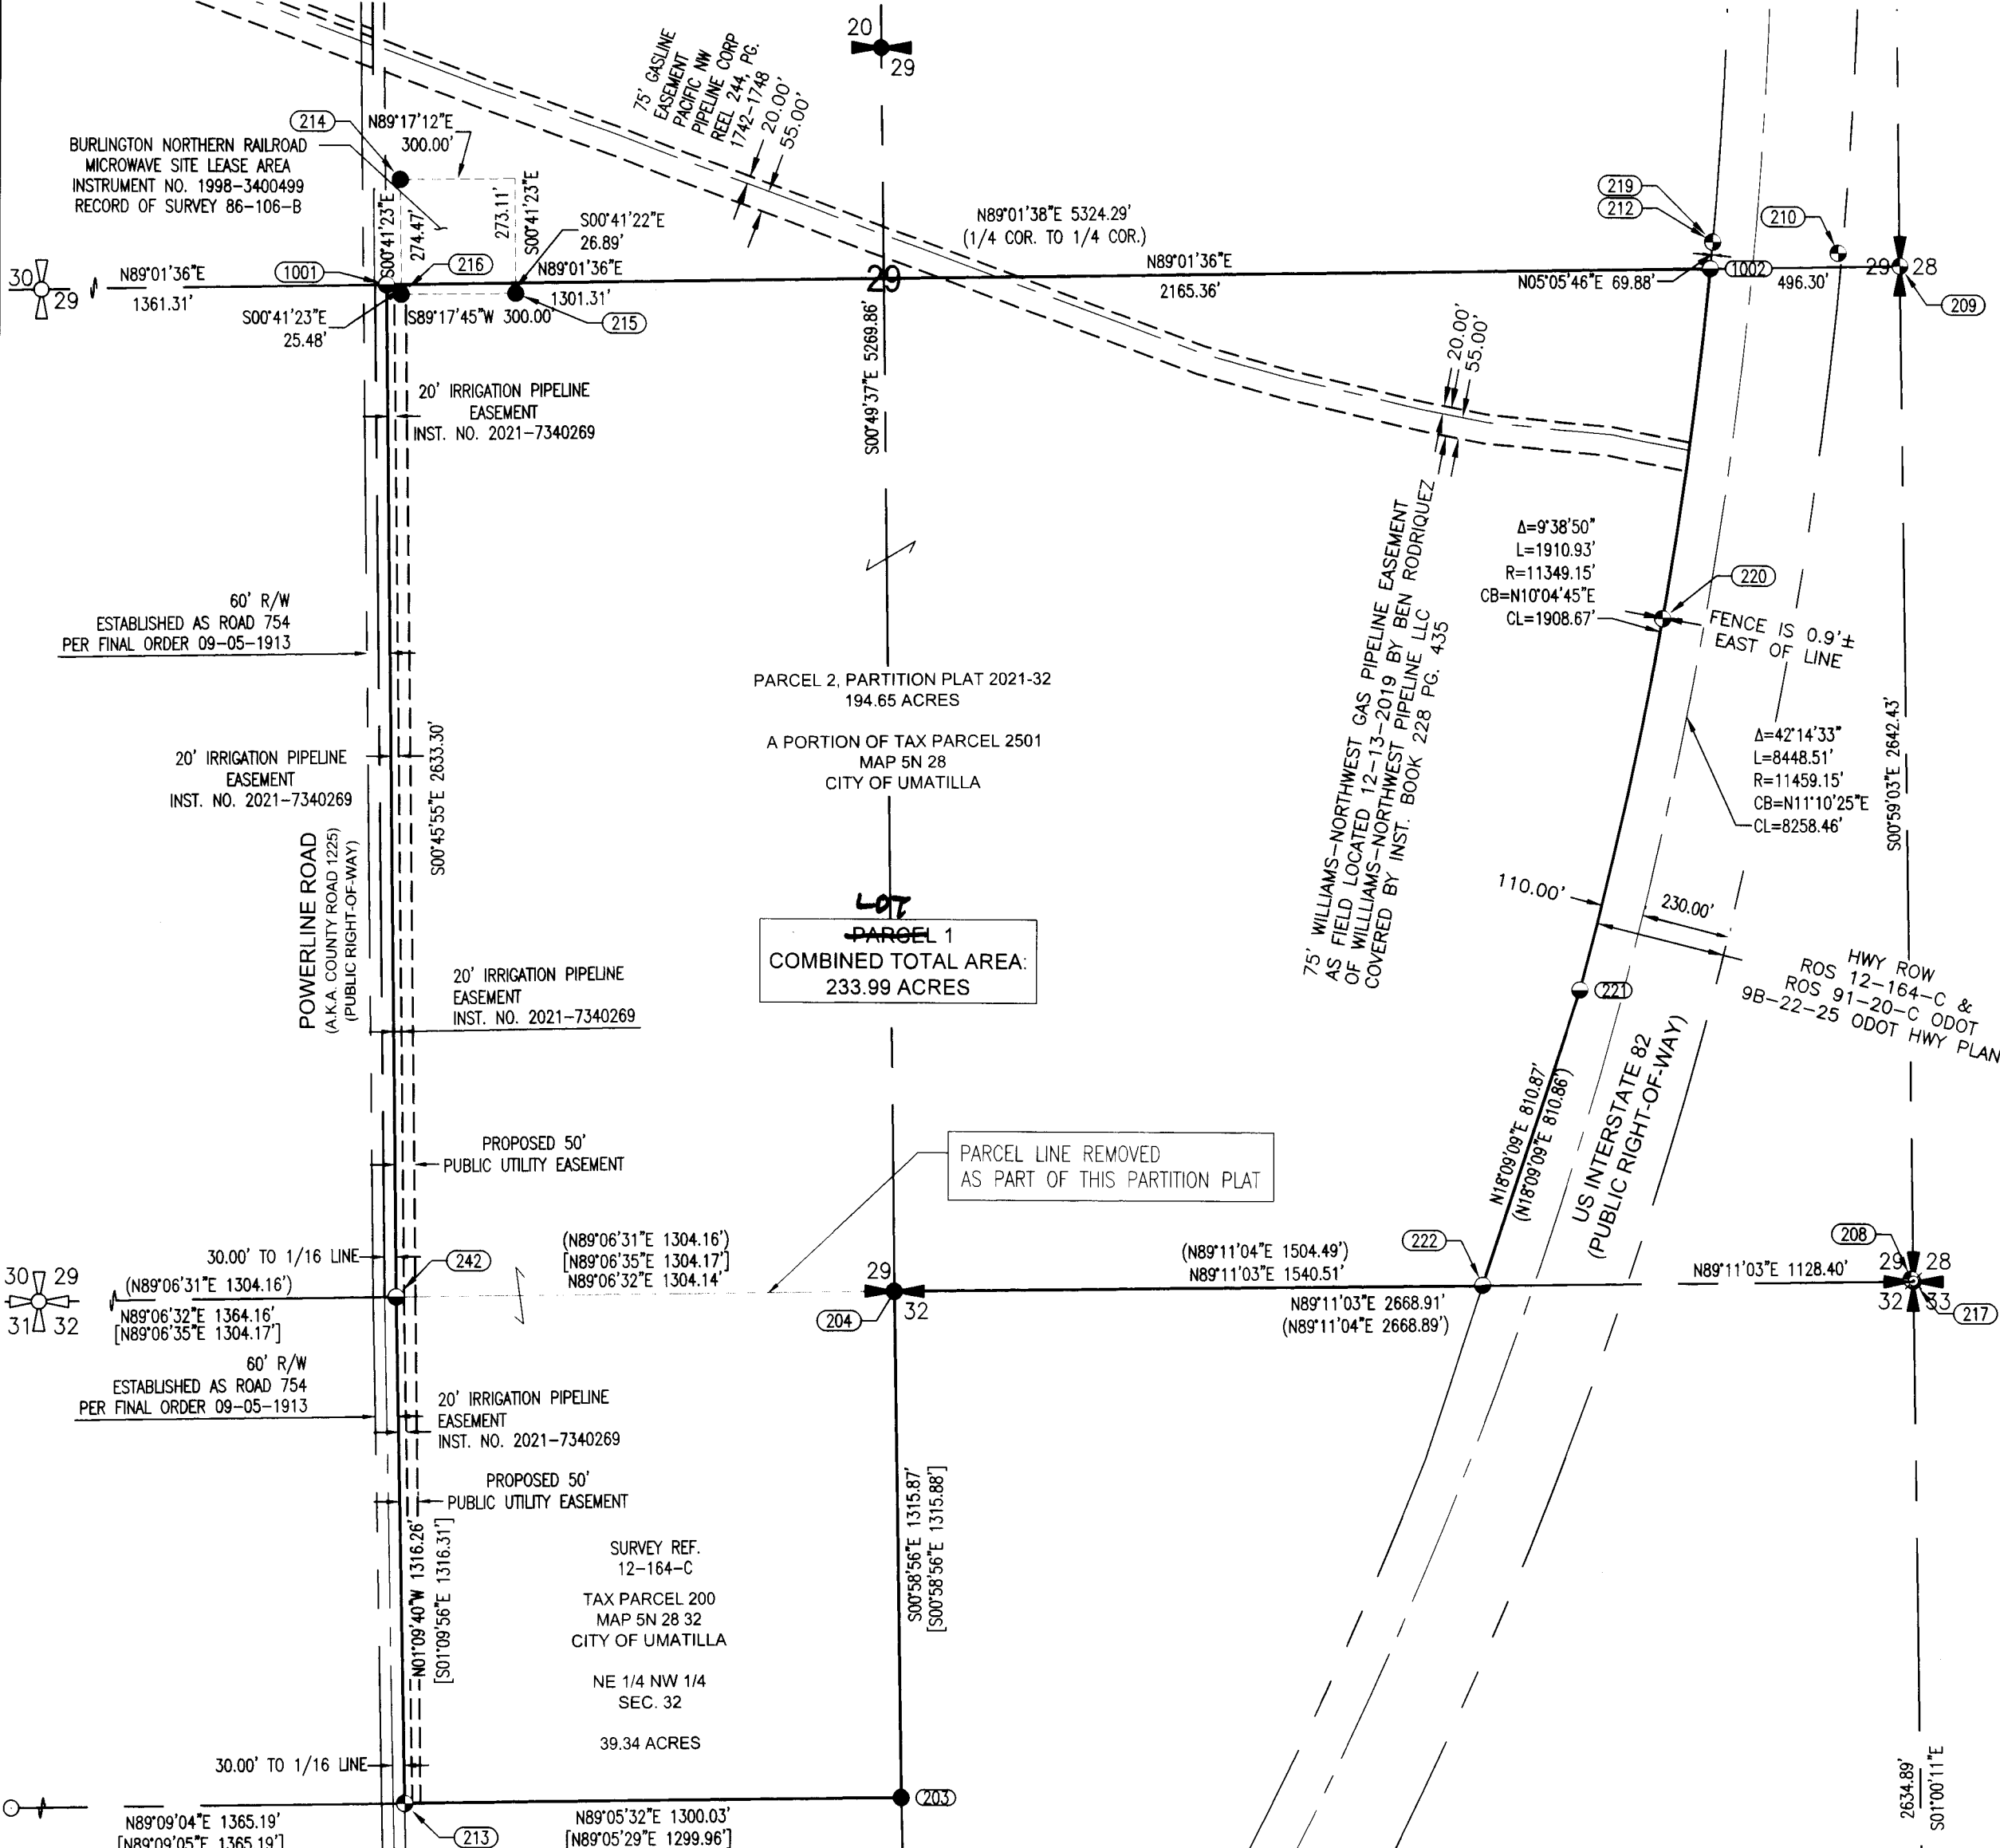 20
29
75' GASLINE
EASEMENT
PACIFIC NW
PIPELINE CORP
REEL 244, PG.
1742-1748
20.00'
55.00'
214
N89°17'12"E
300.00'
BURLINGTON NORTHERN RAILROAD
MICROWAVE SITE LEASE AREA
INSTRUMENT NO. 1998-3400499
RECORD OF SURVEY 86-106-B
S00°41'23"E
274.47'
273.11'
S00°41'23"E
S00°41'22"E
26.89'
N89°01'38"E 5324.29'
(1/4 COR. TO 1/4 COR.)
219
212
210
30
29
N89°01'36"E
1361.31'
1001
216
N89°01'36"E
1301.31'
29
N89°01'36"E
2165.36'
N05°05'46"E 69.88'
1002
496.30'
29
28
209
S00°41'23"E
25.48'
S89°17'45"W 300.00'
215
20' IRRIGATION PIPELINE
EASEMENT
INST. NO. 2021-7340269
S00°49'37"E 5269.86'
20.00'
55.00'
75' WILLIAMS-NORTHWEST GAS PIPELINE EASEMENT
AS FIELD LOCATED 12-13-2019 BY BEN RODRIQUEZ
OF WILLLIAMS-NORTHWEST PIPELINE LLC
COVERED BY INST. BOOK 228 PG. 435
Δ=9°38'50"
L=1910.93'
R=11349.15'
CB=N10°04'45"E
CL=1908.67'
220
FENCE IS 0.9'±
EAST OF LINE
60' R/W
ESTABLISHED AS ROAD 754
PER FINAL ORDER 09-05-1913
PARCEL 2, PARTITION PLAT 2021-32
194.65 ACRES
A PORTION OF TAX PARCEL 2501
MAP 5N 28
CITY OF UMATILLA
20' IRRIGATION PIPELINE
EASEMENT
INST. NO. 2021-7340269
S00°45'55"E 2633.30'
Δ=42°14'33"
L=8448.51'
R=11459.15'
CB=N11°10'25"E
CL=8258.46'
S00°59'03"E 2642.43'
POWERLINE ROAD
(A.K.A. COUNTY ROAD 1225)
(PUBLIC RIGHT-OF-WAY)
LOT
PARCEL 1
COMBINED TOTAL AREA:
233.99 ACRES
110.00'
230.00'
HWY ROW
ROS 12-164-C &
ROS 91-20-C ODOT
9B-22-25 ODOT HWY PLAN
20' IRRIGATION PIPELINE
EASEMENT
INST. NO. 2021-7340269
221
N18°09'09"E 810.87'
(N18°09'09"E 810.86')
US INTERSTATE 82
(PUBLIC RIGHT-OF-WAY)
PROPOSED 50'
PUBLIC UTILITY EASEMENT
PARCEL LINE REMOVED
AS PART OF THIS PARTITION PLAT
30.00' TO 1/16 LINE
242
(N89°06'31"E 1304.16')
[N89°06'35"E 1304.17']
N89°06'32"E 1304.14'
(N89°11'04"E 1504.49')
N89°11'03"E 1540.51'
222
208
30
29
31
32
(N89°06'31"E 1304.16')
N89°06'32"E 1364.16'
[N89°06'35"E 1304.17']
29
32
204
N89°11'03"E 2668.91'
(N89°11'04"E 2668.89')
N89°11'03"E 1128.40'
29
28
32
33
217
60' R/W
ESTABLISHED AS ROAD 754
PER FINAL ORDER 09-05-1913
20' IRRIGATION PIPELINE
EASEMENT
INST. NO. 2021-7340269
PROPOSED 50'
PUBLIC UTILITY EASEMENT
N01°09'40"W 1316.26'
[S01°09'56"E 1316.31']
SURVEY REF.
12-164-C
TAX PARCEL 200
MAP 5N 28 32
CITY OF UMATILLA
NE 1/4 NW 1/4
SEC. 32
39.34 ACRES
S00°58'56"E 1315.87'
[S00°58'56"E 1315.88']
30.00' TO 1/16 LINE
203
2634.89'
S01°00'11"E
N89°09'04"E 1365.19'
[N89°09'05"E 1365.19']
213
N89°05'32"E 1300.03'
[N89°05'29"E 1299.96']